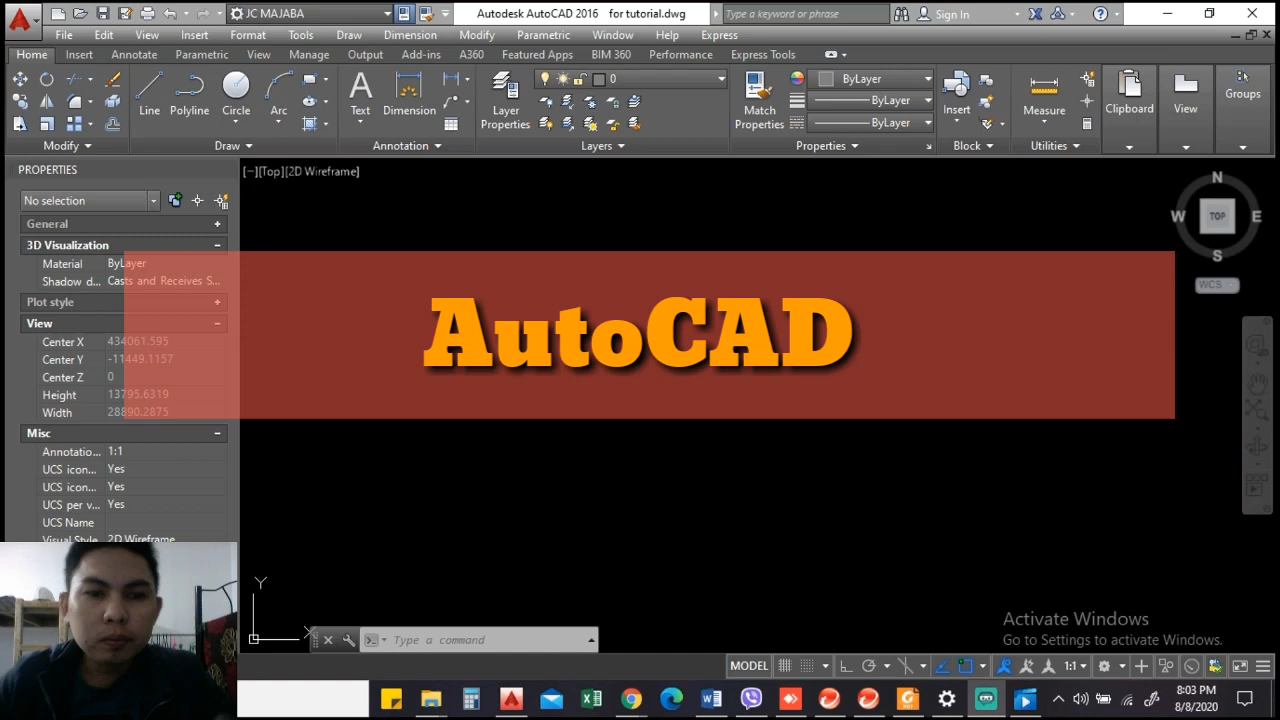 JC MAJABA
Autodesk AutoCAD 2016 for tutorial.dwg
Type a keyword or phrase
Sign In
File Edit View Insert Format Tools Draw Dimension Modify Parametric Window Help Express
Home Insert Annotate Parametric View Manage Output Add-ins A360 Featured Apps BIM 360 Performance Express Tools
Line Polyline Circle Arc
Text Dimension
Layer Properties
0
Match Properties
ByLayer
ByLayer
ByLayer
Insert
Measure
Clipboard
View
Groups
Modify Draw Annotation Layers Properties Block Utilities
PROPERTIES
[−][Top][2D Wireframe]
No selection
General
3D Visualization
Material ByLayer
Shadow d... Casts and Receives S...
Plot style
View
Center X 434061.595
Center Y -11449.1157
Center Z 0
Height 13795.6319
Width 28890.2875
Misc
Annotatio... 1:1
UCS icon... Yes
UCS icon... Yes
UCS per v... Yes
UCS Name
Visual Style 2D Wireframe
N
W TOP E
S
WCS
AutoCAD
Y
X
Type a command
Activate Windows
Go to Settings to activate Windows.
MODEL
1:1
8:03 PM
8/8/2020